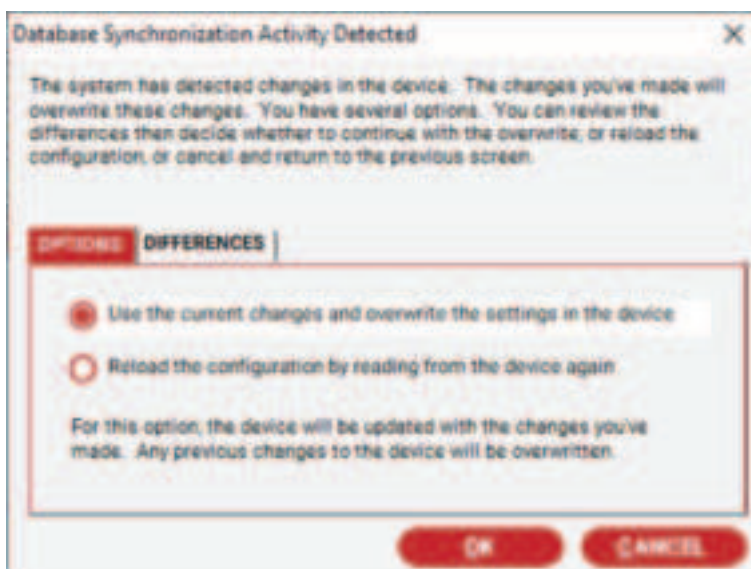 Database Synchronization Activity Detected
The system has detected changes in the device. The changes you've made will
overwrite these changes. You have several options. You can review the
differences then decide whether to continue with the overwrite, or reload the
configuration, or cancel and return to the previous screen.
OPTIONS DIFFERENCES
Use the current changes and overwrite the settings in the device
Reload the configuration by reading from the device again
For this option, the device will be updated with the changes you've
made. Any previous changes to the device will be overwritten.
OK CANCEL